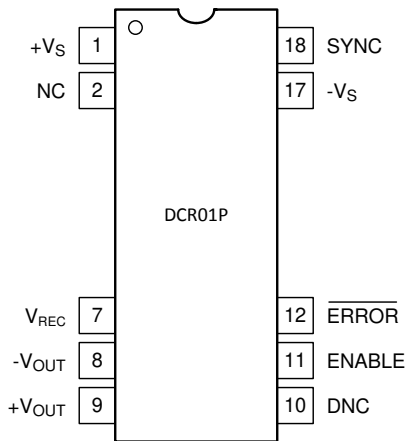 +VS 1 18 SYNC
NC 2 17 -VS
DCR01P
VREC 7 12 ERROR
-VOUT 8 11 ENABLE
+VOUT 9 10 DNC